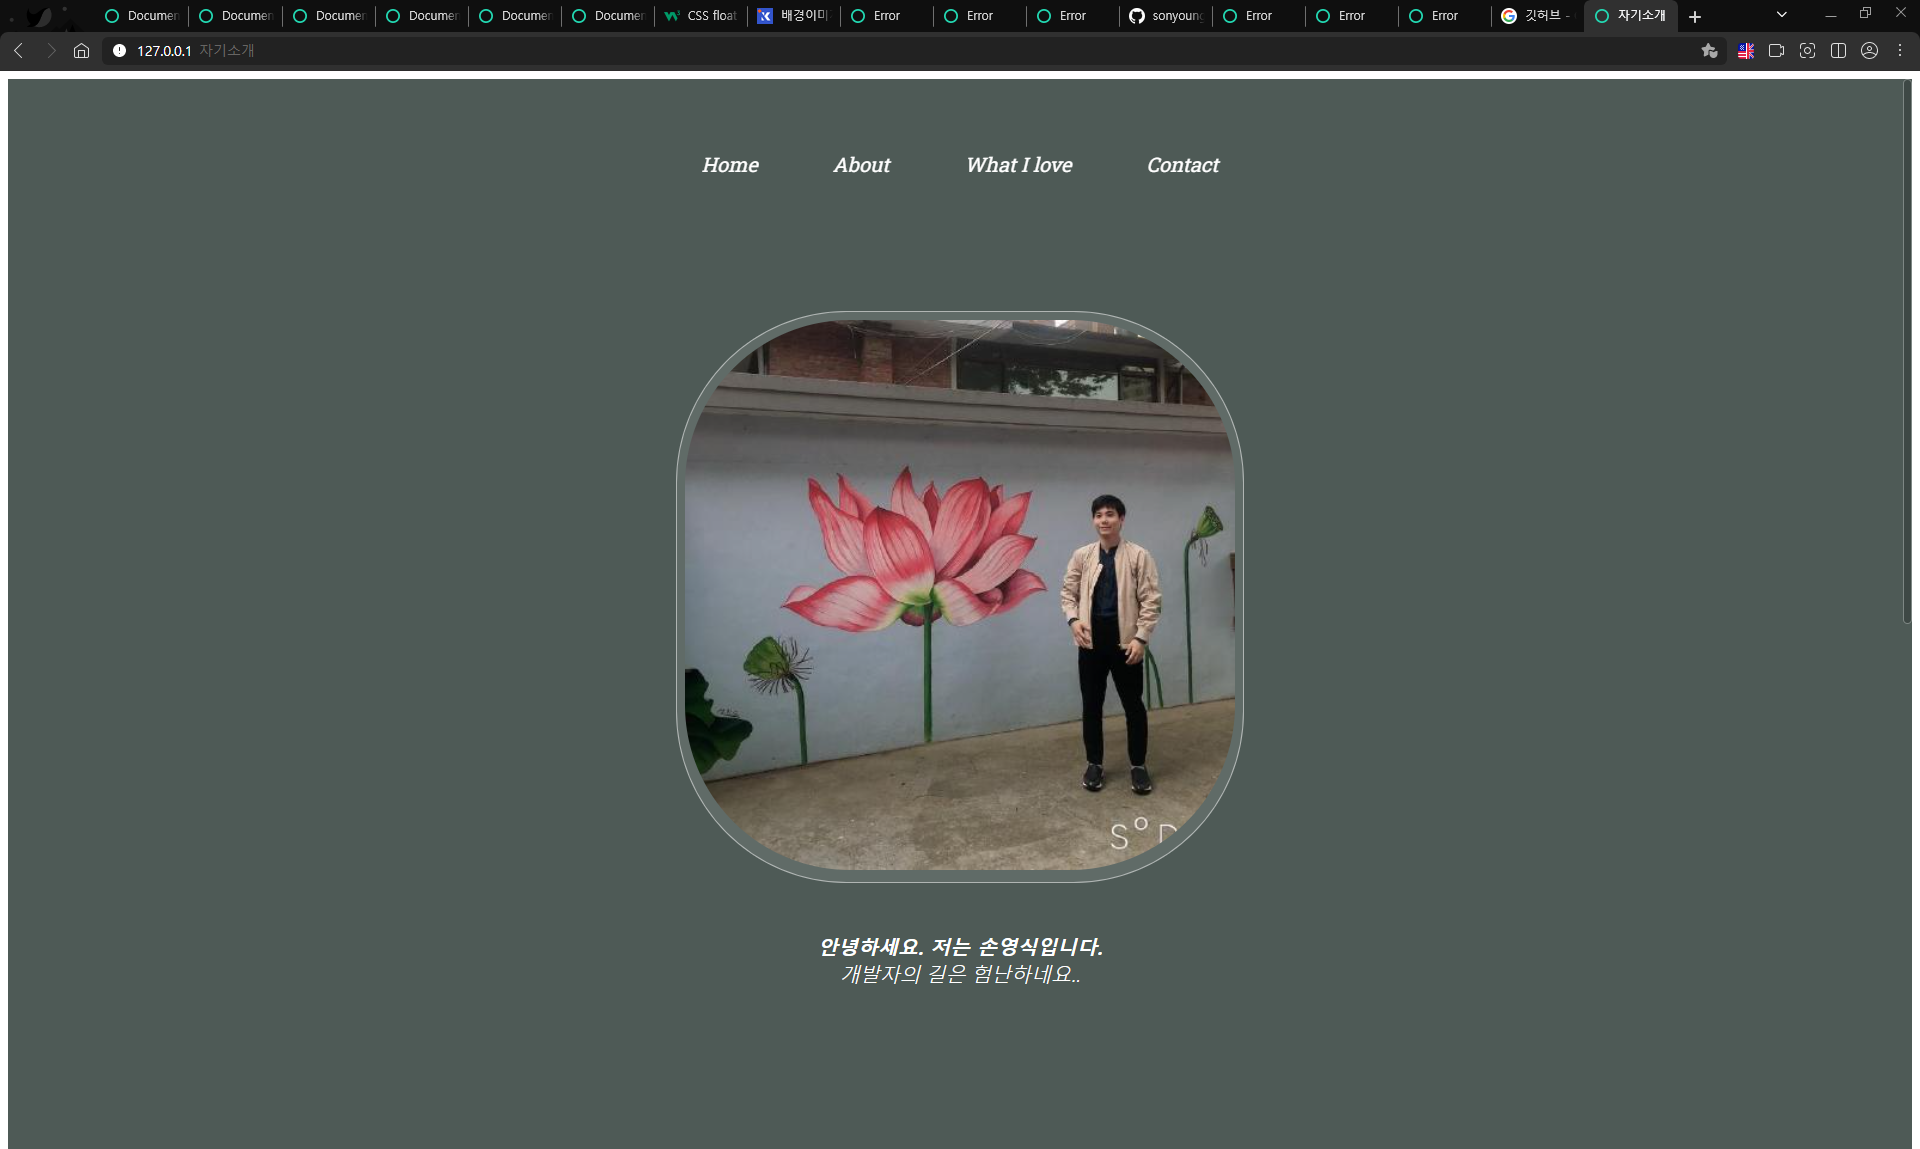 Documen
Documen
Documen
Documen
Documen
Documen
CSS float
배경이미지
Error
Error
Error
sonyoung
Error
Error
Error
깃허브 -
자기소개
127.0.0.1 자기소개
Home About What I love Contact
S° D
안녕하세요. 저는 손영식입니다.
개발자의 길은 험난하네요..